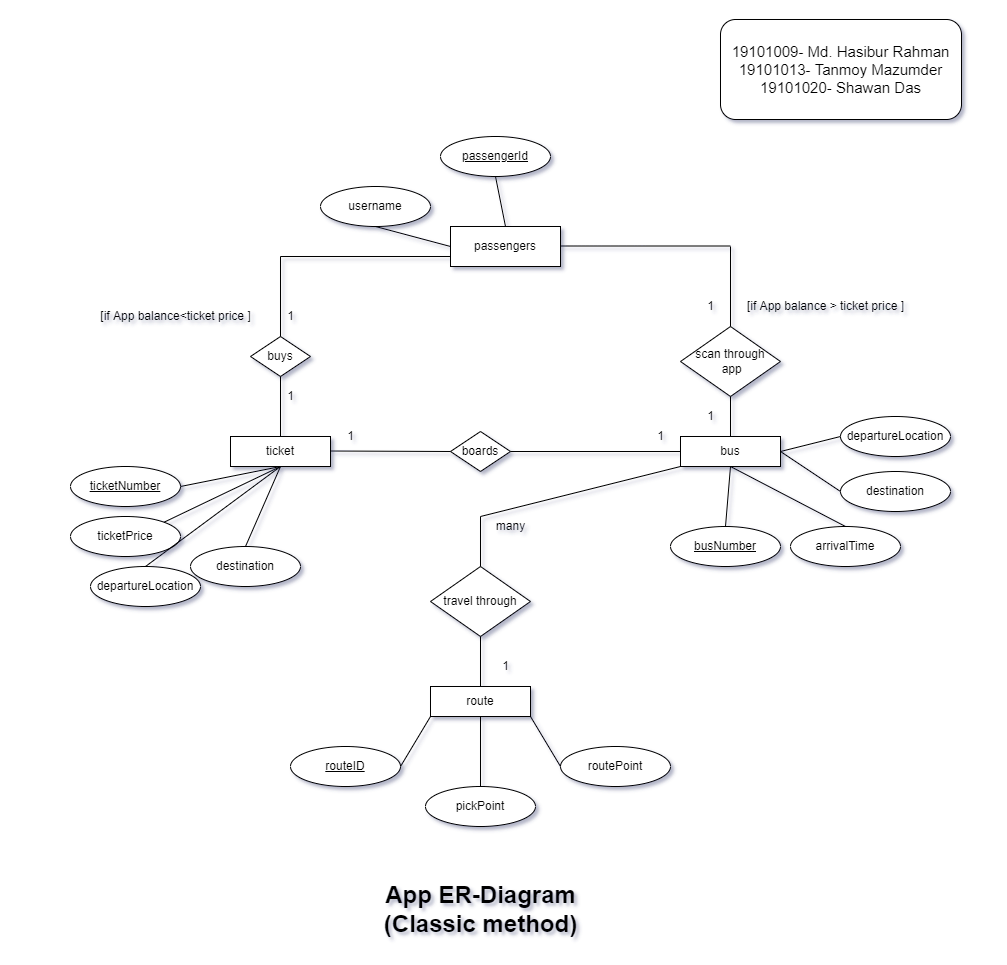 19101009- Md. Hasibur Rahman
19101013- Tanmoy Mazumder
19101020- Shawan Das
passengerId
username
passengers
[if App balance<ticket price ]
1
1
[if App balance > ticket price ]
buys
scan through
app
1
1
ticket
1
boards
1
bus
departureLocation
destination
ticketNumber
ticketPrice
departureLocation
destination
many
busNumber
arrivalTime
travel through
1
route
routeID
pickPoint
routePoint
App ER-Diagram
(Classic method)